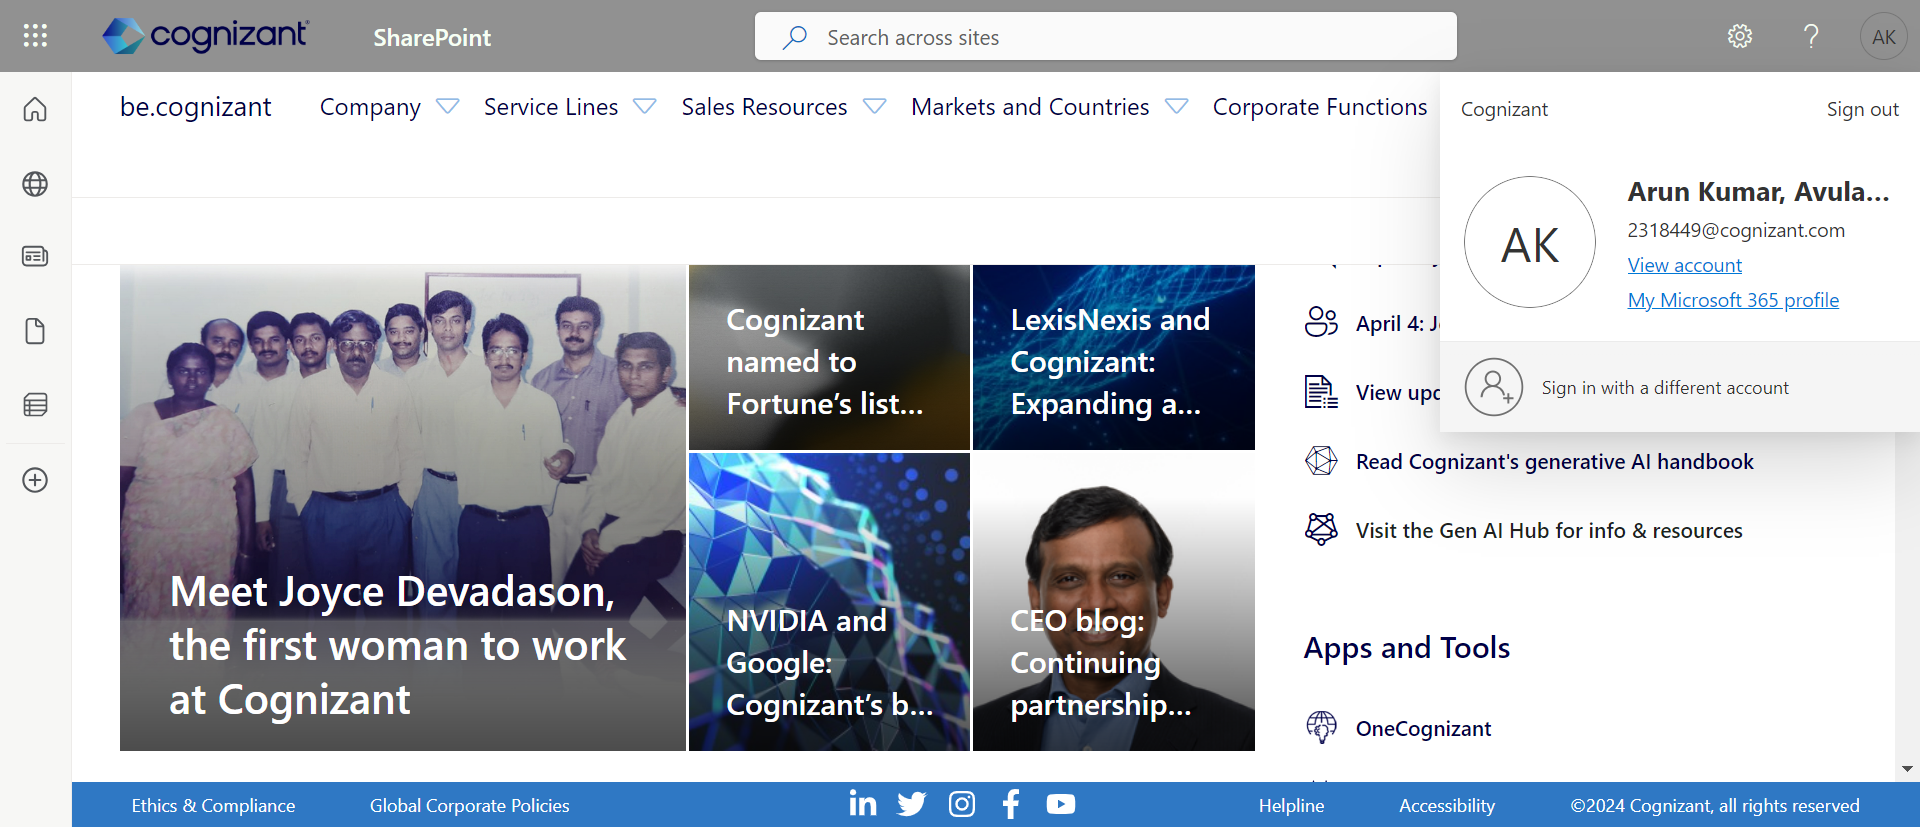 cognizant
SharePoint
Search across sites
AK
be.cognizant
Company
Service Lines
Sales Resources
Markets and Countries
Corporate Functions
Cognizant
Sign out
AK
Arun Kumar, Avula...
2318449@cognizant.com
View account
My Microsoft 365 profile
Sign in with a different account
Meet Joyce Devadason,
the first woman to work
at Cognizant
Cognizant
named to
Fortune's list...
LexisNexis and
Cognizant:
Expanding a...
NVIDIA and
Google:
Cognizant's b...
CEO blog:
Continuing
partnership...
April 4:
View
Read Cognizant's generative AI handbook
Visit the Gen AI Hub for info & resources
Apps and Tools
OneCognizant
Ethics & Compliance
Global Corporate Policies
Helpline
Accessibility
©2024 Cognizant, all rights reserved